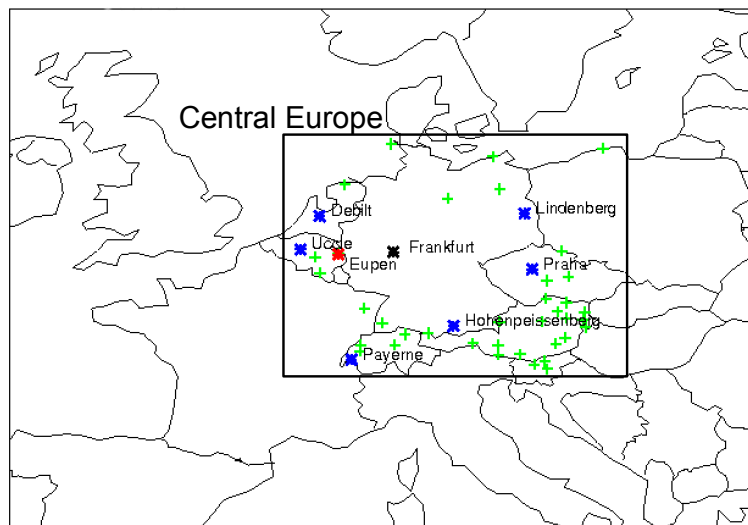 Central Europe
Debilt
Lindenberg
Uccle
Frankfurt
Eupen
Praha
Hohenpeissenberg
Payerne